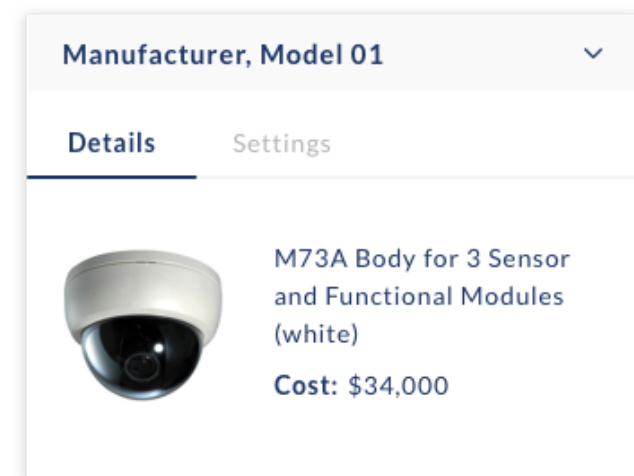 Manufacturer, Model 01
Details
Settings
M73A Body for 3 Sensor
and Functional Modules
(white)
Cost: $34,000